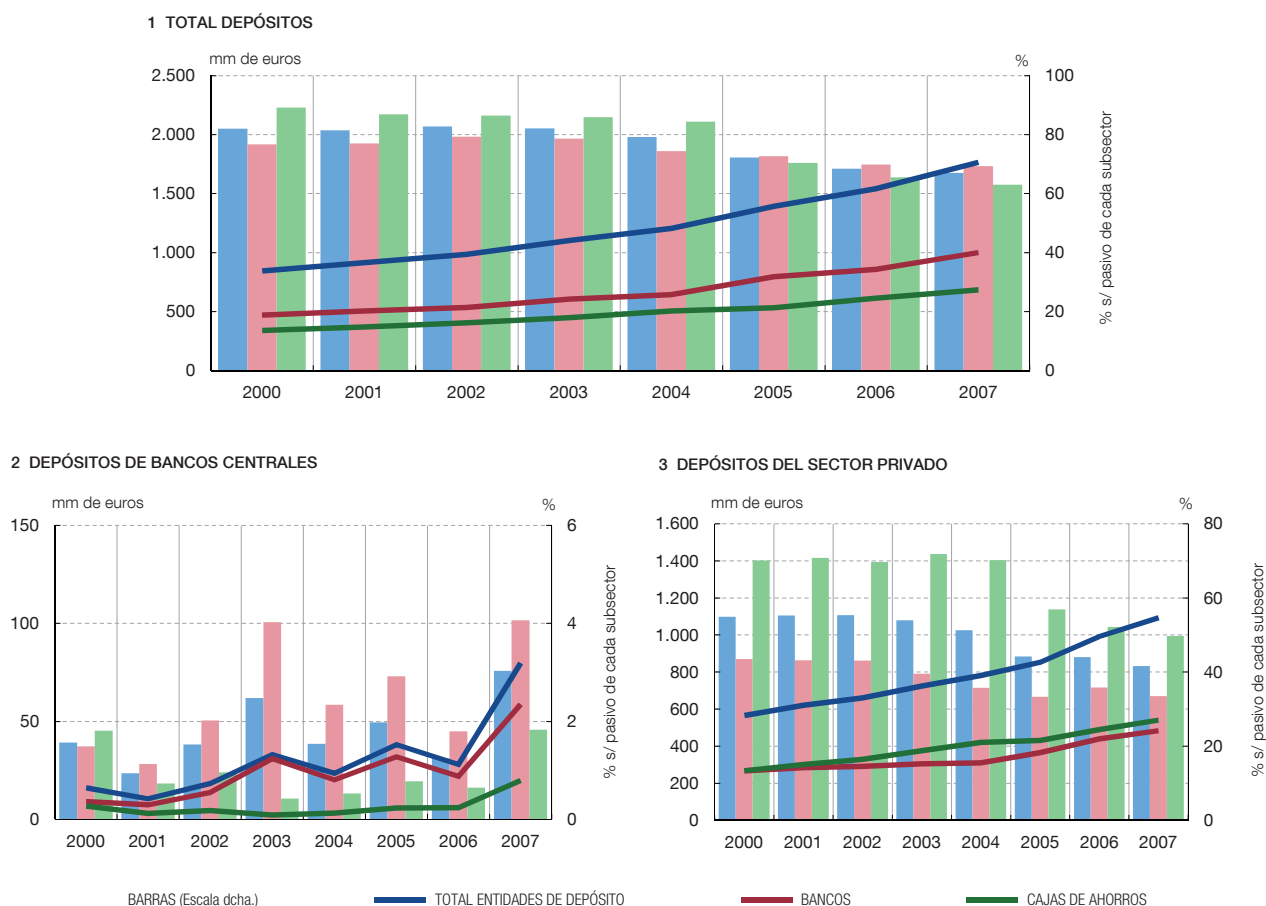 1 TOTAL DEPÓSITOS
mm de euros
%
2.500
2.000
1.500
1.000
500
0
100
80
60
40
20
0
% s/ pasivo de cada subsector
2000 2001 2002 2003 2004 2005 2006 2007
2 DEPÓSITOS DE BANCOS CENTRALES
mm de euros
%
150
100
50
0
6
4
2
0
% s/ pasivo de cada subsector
2000 2001 2002 2003 2004 2005 2006 2007
3 DEPÓSITOS DEL SECTOR PRIVADO
mm de euros
%
1.600
1.400
1.200
1.000
800
600
400
200
0
80
60
40
20
0
% s/ pasivo de cada subsector
2000 2001 2002 2003 2004 2005 2006 2007
BARRAS (Escala dcha.) TOTAL ENTIDADES DE DEPÓSITO BANCOS CAJAS DE AHORROS